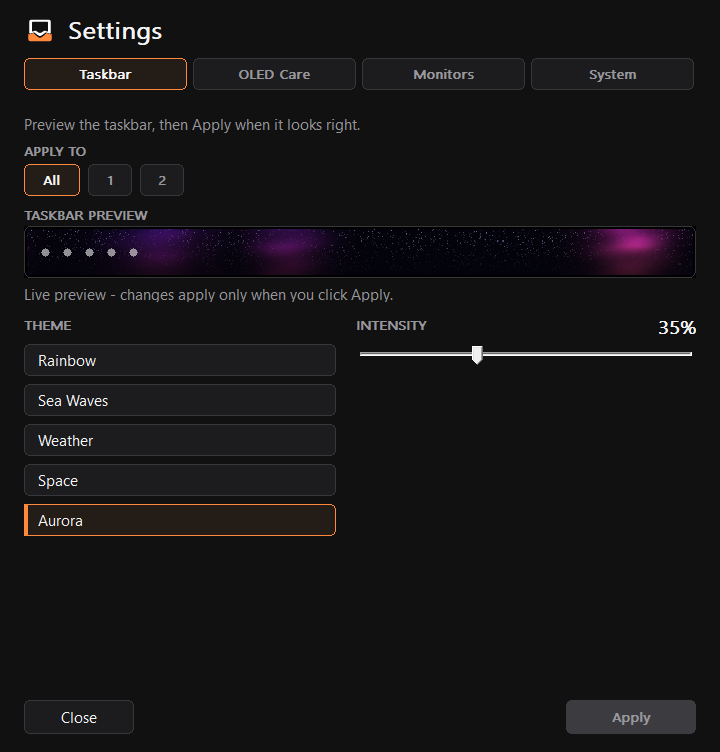 Settings
Taskbar OLED Care Monitors System
Preview the taskbar, then Apply when it looks right.
APPLY TO
All 1 2
TASKBAR PREVIEW
Live preview - changes apply only when you click Apply.
THEME INTENSITY 35%
Rainbow
Sea Waves
Weather
Space
Aurora
Close Apply